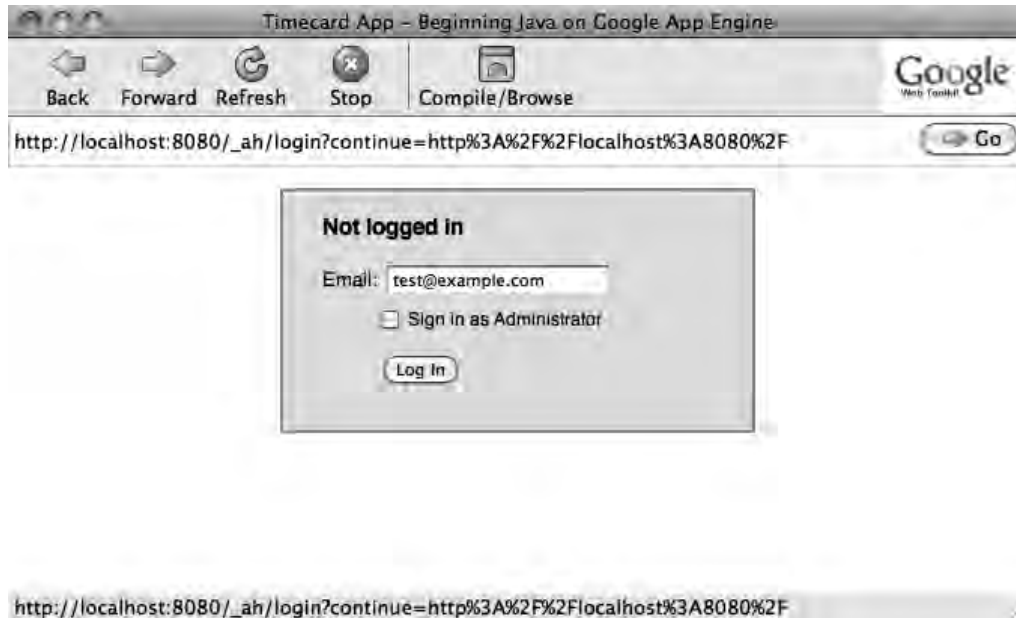 Timecard App – Beginning Java on Google App Engine
Back Forward Refresh Stop Compile/Browse
Google
Web Toolkit
http://localhost:8080/_ah/login?continue=http%3A%2F%2Flocalhost%3A8080%2F Go
Not logged in
Email: test@example.com
Sign in as Administrator
Log In
http://localhost:8080/_ah/login?continue=http%3A%2F%2Flocalhost%3A8080%2F